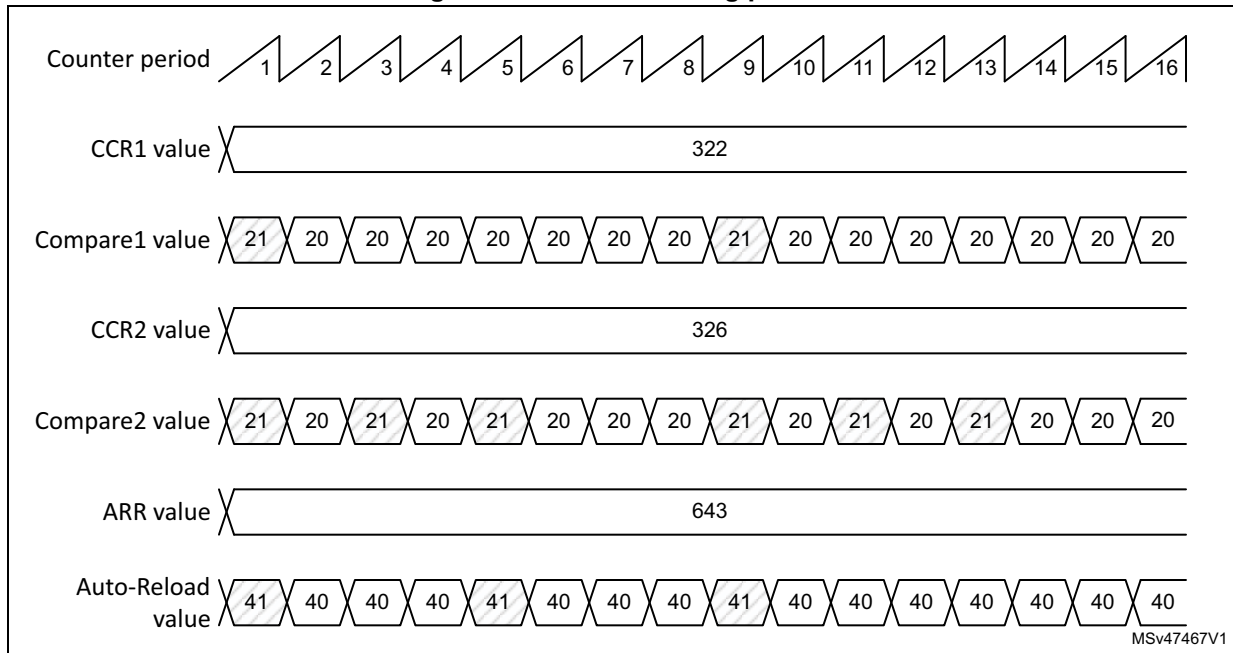 Counter period 1 2 3 4 5 6 7 8 9 10 11 12 13 14 15 16
CCR1 value 322
Compare1 value 21 20 20 20 20 20 20 20 21 20 20 20 20 20 20 20
CCR2 value 326
Compare2 value 21 20 21 20 21 20 20 20 21 20 21 20 21 20 20 20
ARR value 643
Auto-Reload
value 41 40 40 40 41 40 40 40 41 40 40 40 40 40 40 40
MSv47467V1